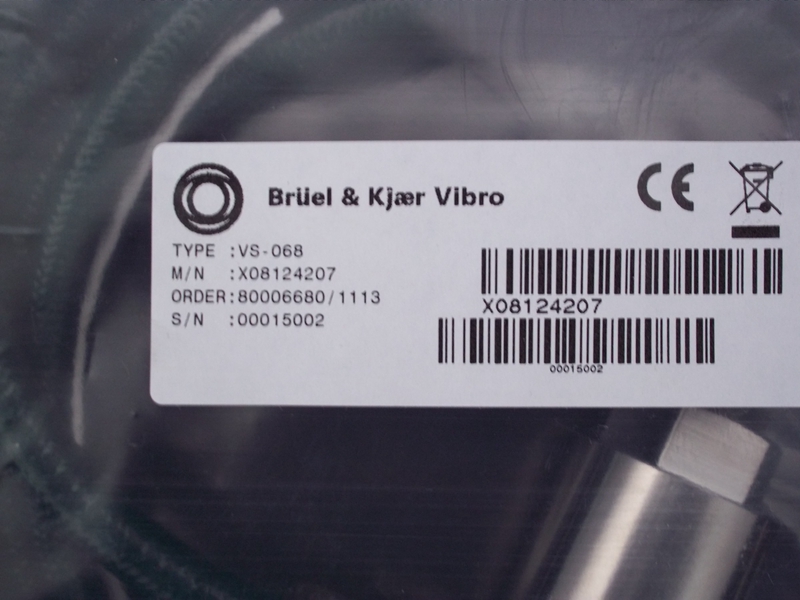 Brüel & Kjær Vibro
CE
TYPE :VS-068
M/N :X08124207
ORDER:80006680/1113
S/N :00015002
X08124207
00015002